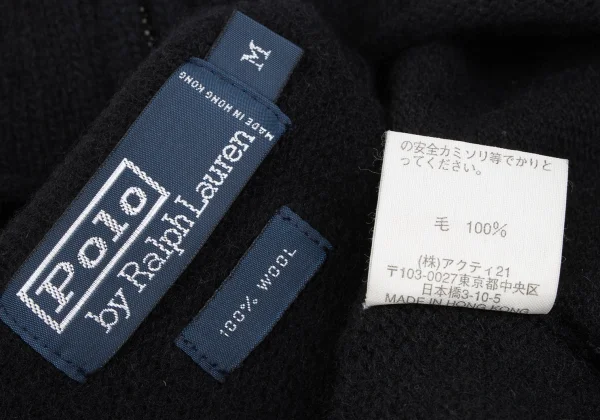 M
MADE IN HONG KONG
Polo
by Ralph Lauren
100% WOOL
の安全カミソリ等でかりと
ってください。
毛 100%
(株)アクティ21
〒103-0027東京都中央区
日本橋3-10-5
MADE IN HONG KONG